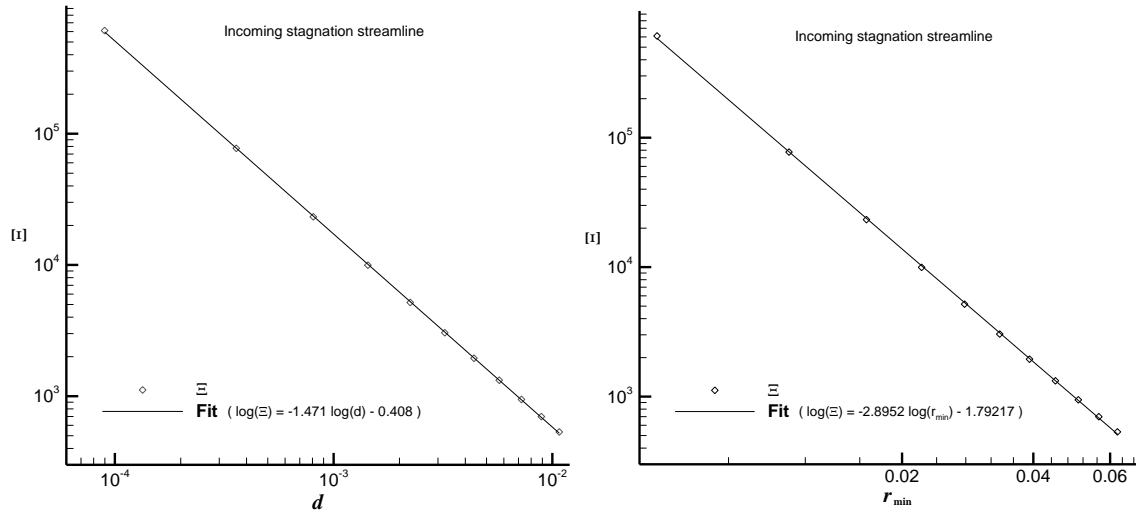 Incoming stagnation streamline
10^5
Ξ
10^4
10^3
Ξ
Fit ( log(Ξ) = -1.471 log(d) - 0.408 )
10^-4
10^-3
10^-2
d
Incoming stagnation streamline
10^5
Ξ
10^4
10^3
Ξ
Fit ( log(Ξ) = -2.8952 log(r_min) - 1.79217 )
0.02
0.04
0.06
r_min